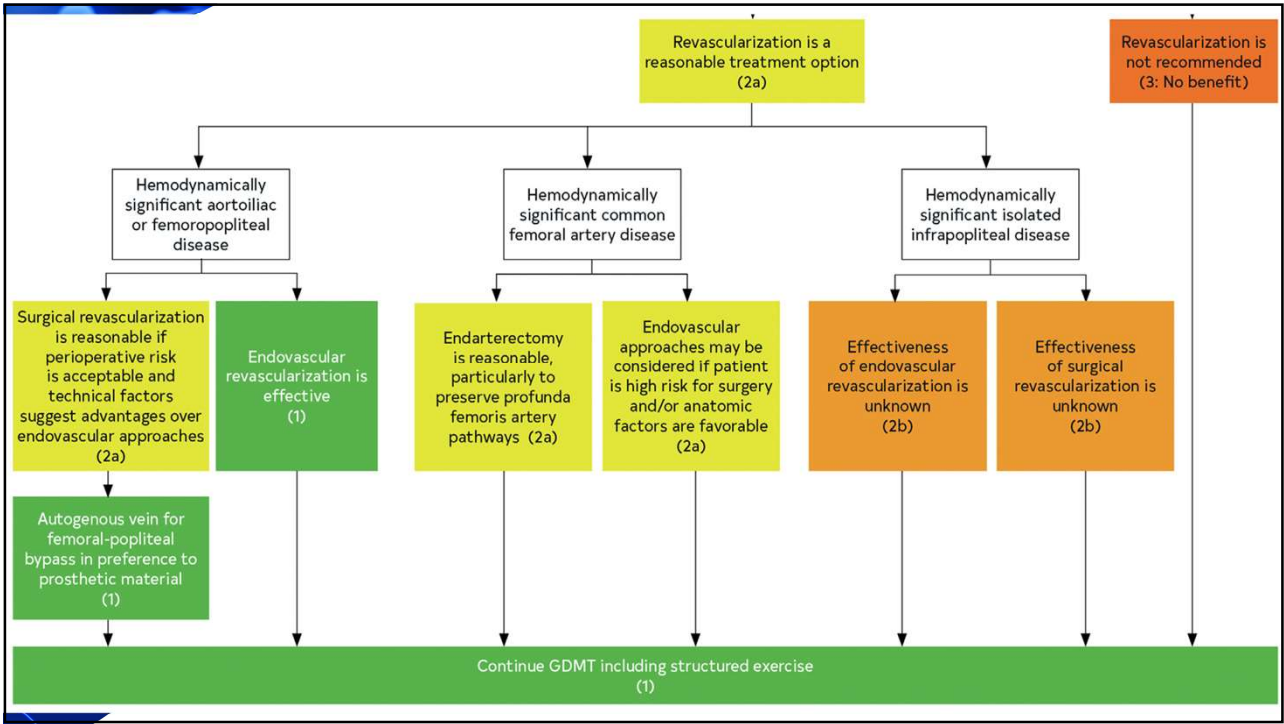 Revascularization is a
reasonable treatment option
(2a)
Revascularization is
not recommended
(3: No benefit)
Hemodynamically
significant aortoiliac
or femoropopliteal
disease
Hemodynamically
significant common
femoral artery disease
Hemodynamically
significant isolated
infrapopliteal disease
Surgical revascularization
is reasonable if
perioperative risk
is acceptable and
technical factors
suggest advantages over
endovascular approaches
(2a)
Endovascular
revascularization is
effective
(1)
Endarterectomy
is reasonable,
particularly to
preserve profunda
femoris artery
pathways (2a)
Endovascular
approaches may be
considered if patient
is high risk for surgery
and/or anatomic
factors are favorable
(2a)
Effectiveness
of endovascular
revascularization is
unknown
(2b)
Effectiveness
of surgical
revascularization is
unknown
(2b)
Autogenous vein for
femoral-popliteal
bypass in preference to
prosthetic material
(1)
Continue GDMT including structured exercise
(1)